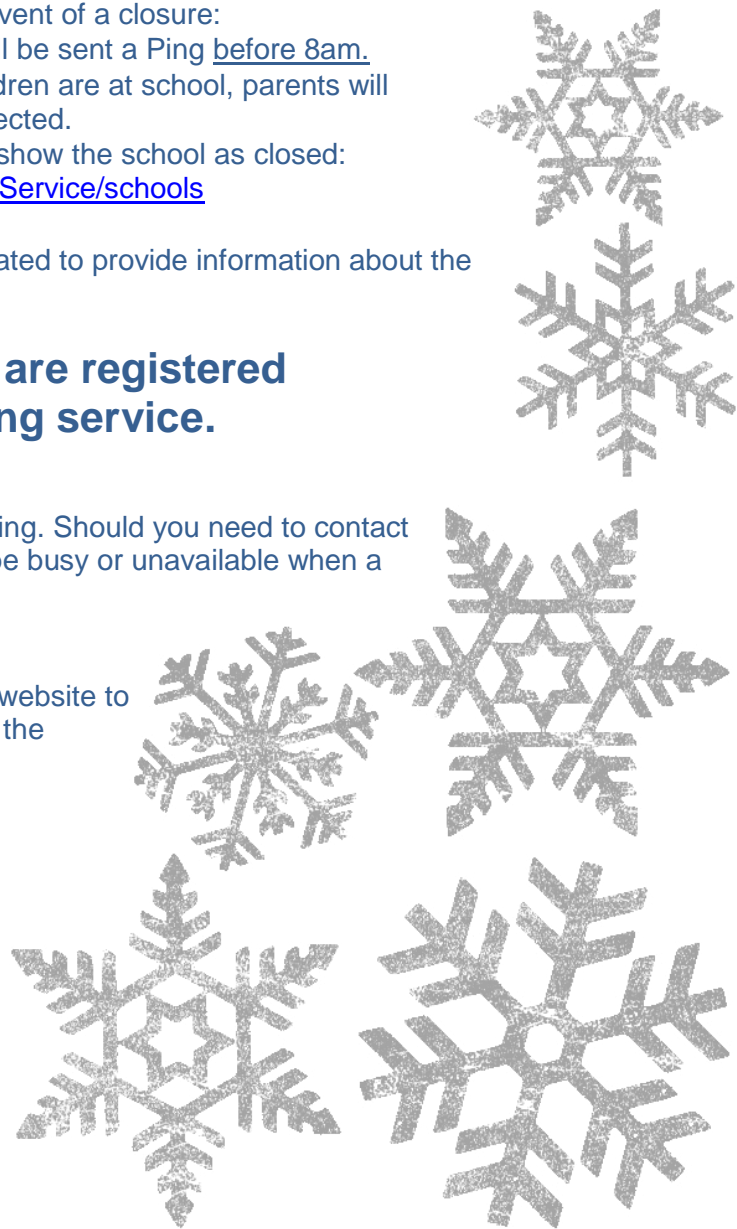 vent of a closure:
l be sent a Ping before 8am.
dren are at school, parents will
ected.
show the school as closed:
Service/schools
ated to provide information about the
are registered
ng service.
ing. Should you need to contact
be busy or unavailable when a
website to
the